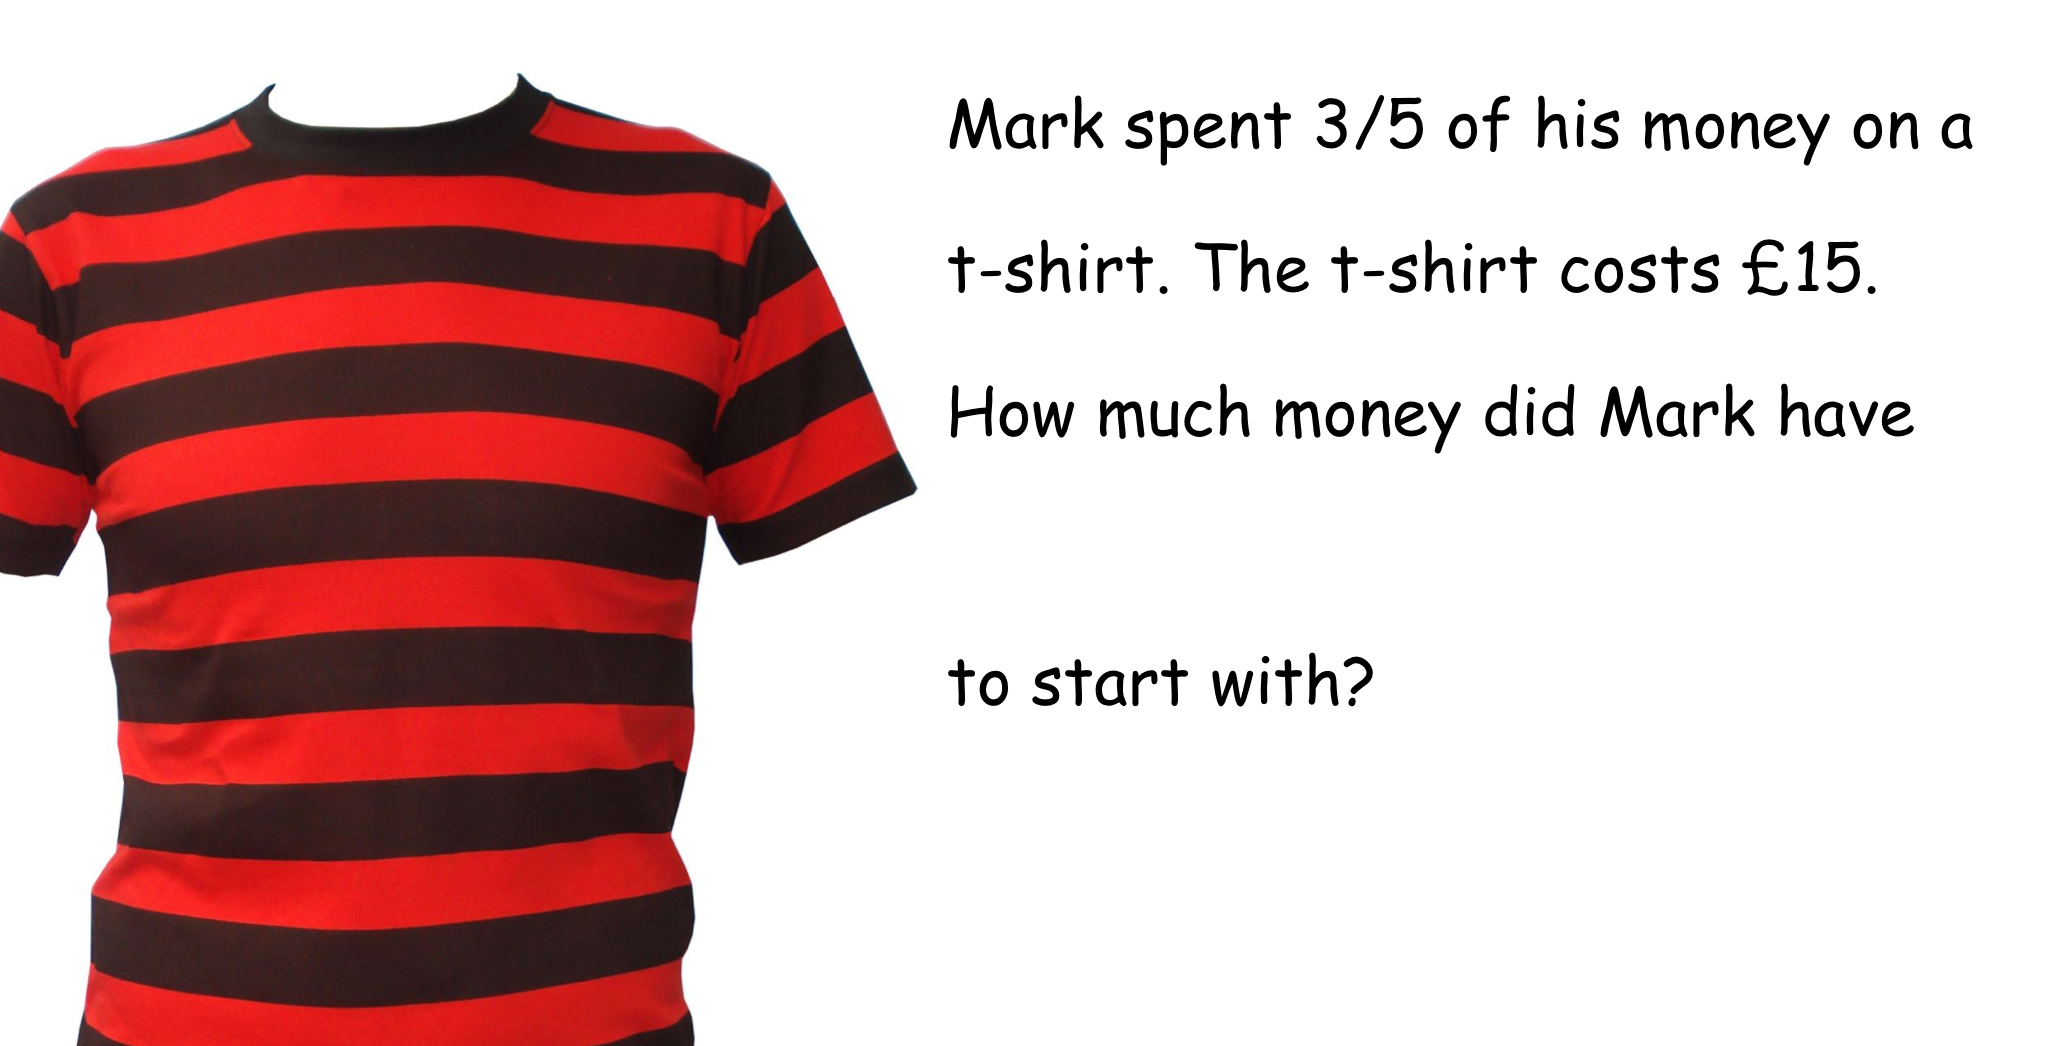 Mark spent 3/5 of his money on a
t-shirt. The t-shirt costs £15.
How much money did Mark have
to start with?